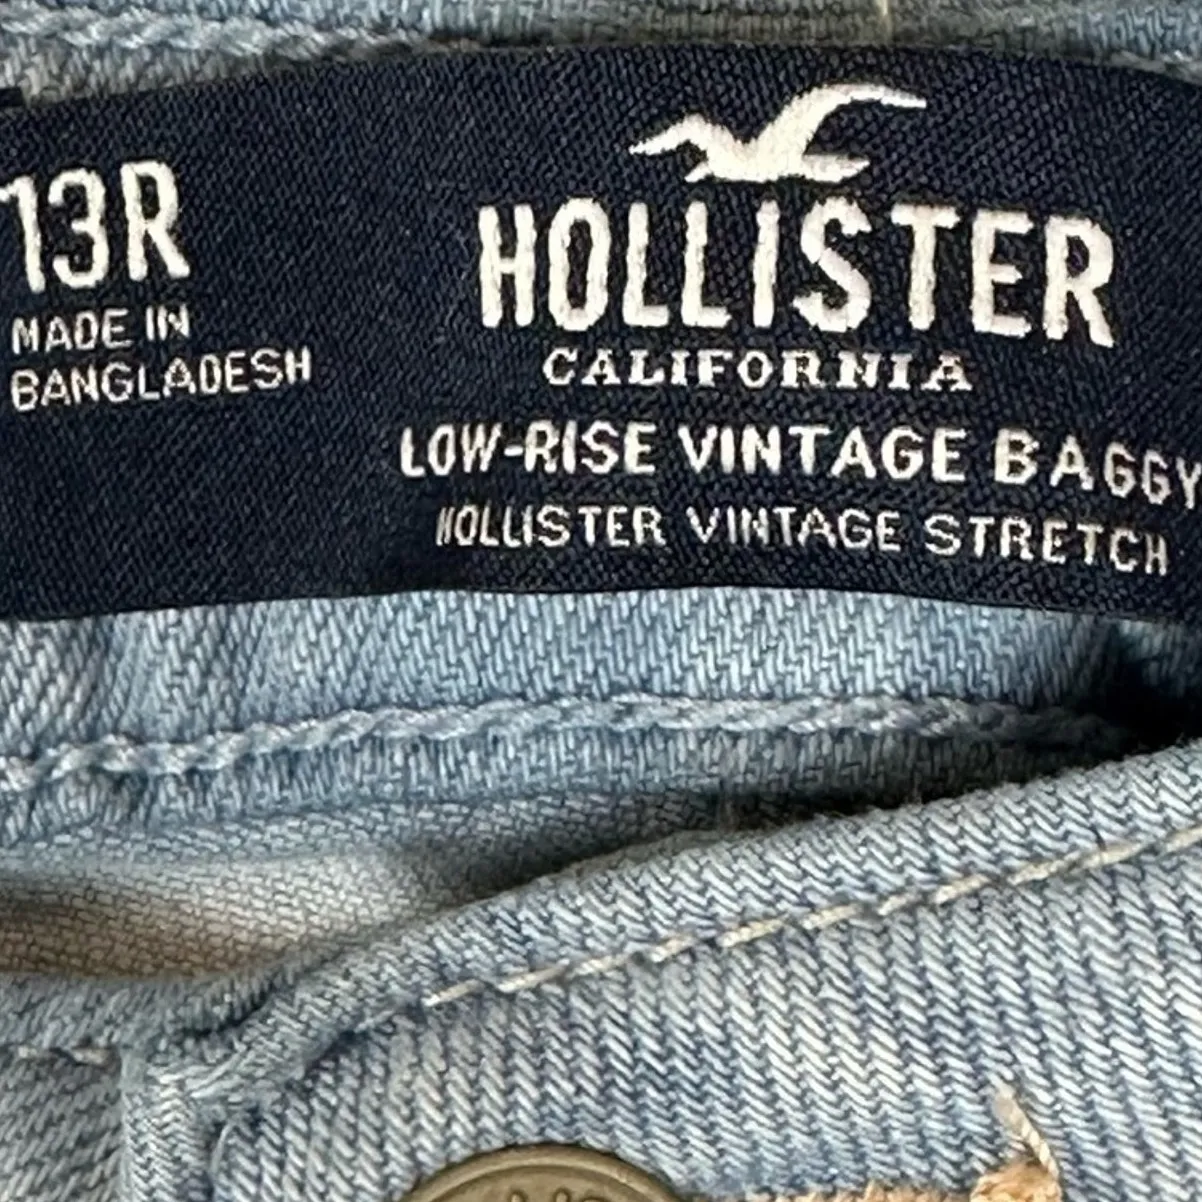 13R
MADE IN
BANGLADESH
HOLLISTER
CALIFORNIA
LOW-RISE VINTAGE BAGGY
HOLLISTER VINTAGE STRETCH